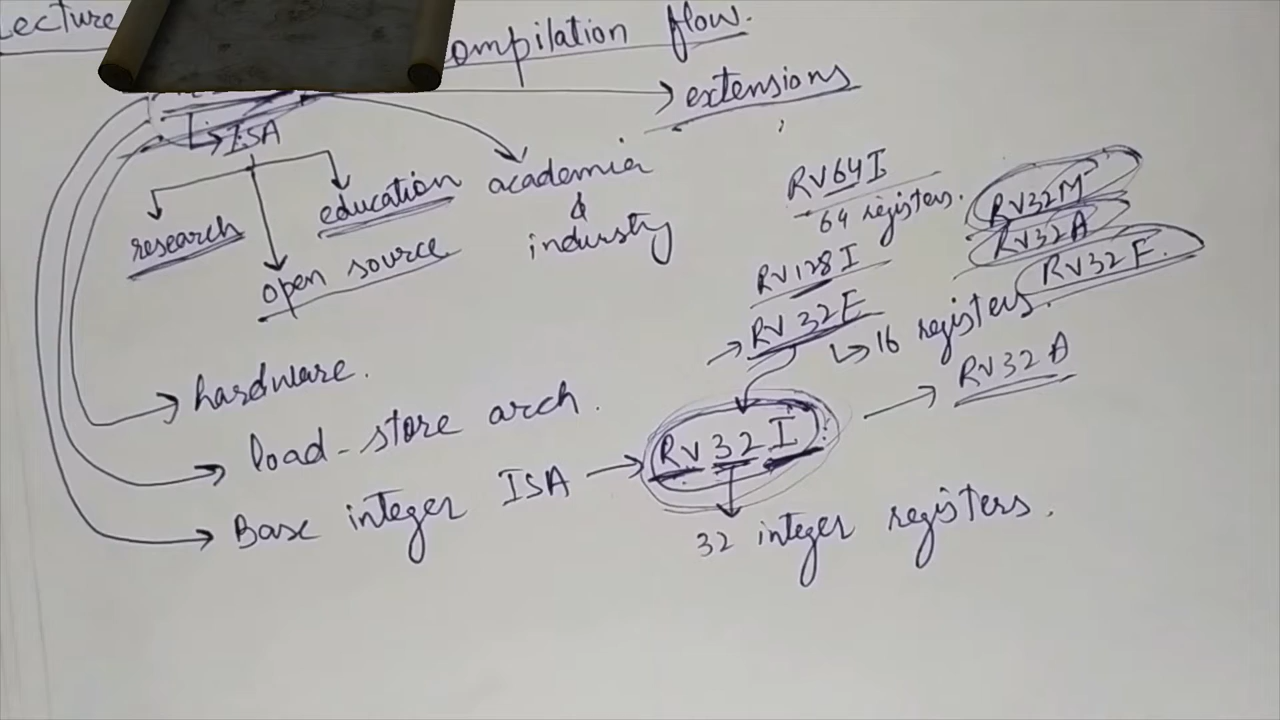 Lecture
ompilation flow.
extensions
ISA
research
open source
education
academia
&
industry
RV64I
64 registers.
RV128I
RV32E
16 registers.
RV32M
RV32A
RV32F.
RV32A
hardware.
load-store arch.
Base integer ISA
RV32I
32 integer registers.